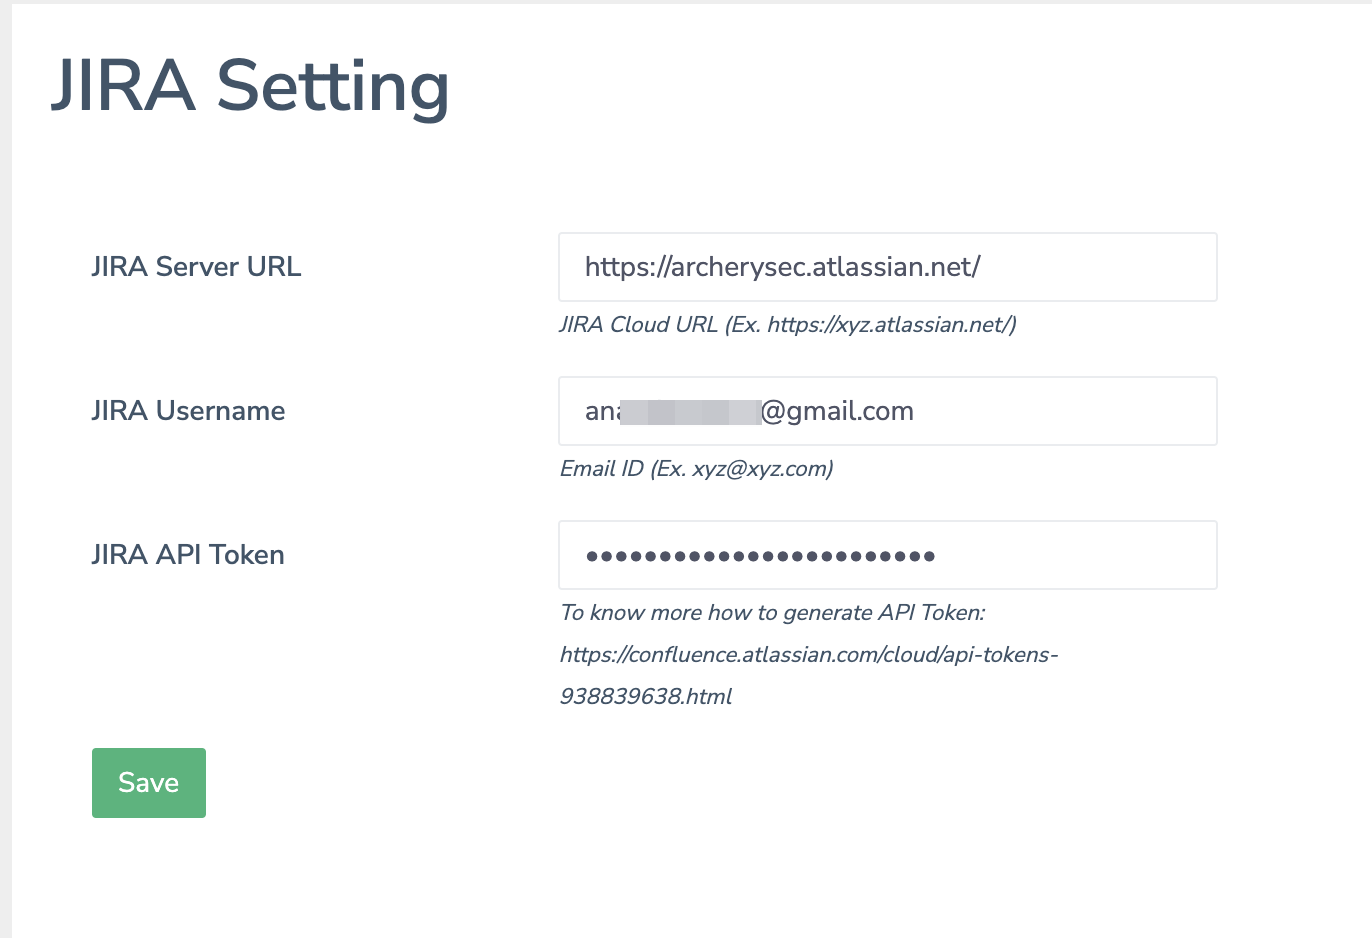 JIRA Setting
JIRA Server URL
https://archerysec.atlassian.net/
JIRA Cloud URL (Ex. https://xyz.atlassian.net/)
JIRA Username
@gmail.com
Email ID (Ex. xyz@xyz.com)
JIRA API Token
••••••••••••••••••••••••
To know more how to generate API Token:
https://confluence.atlassian.com/cloud/api-tokens-
938839638.html
Save